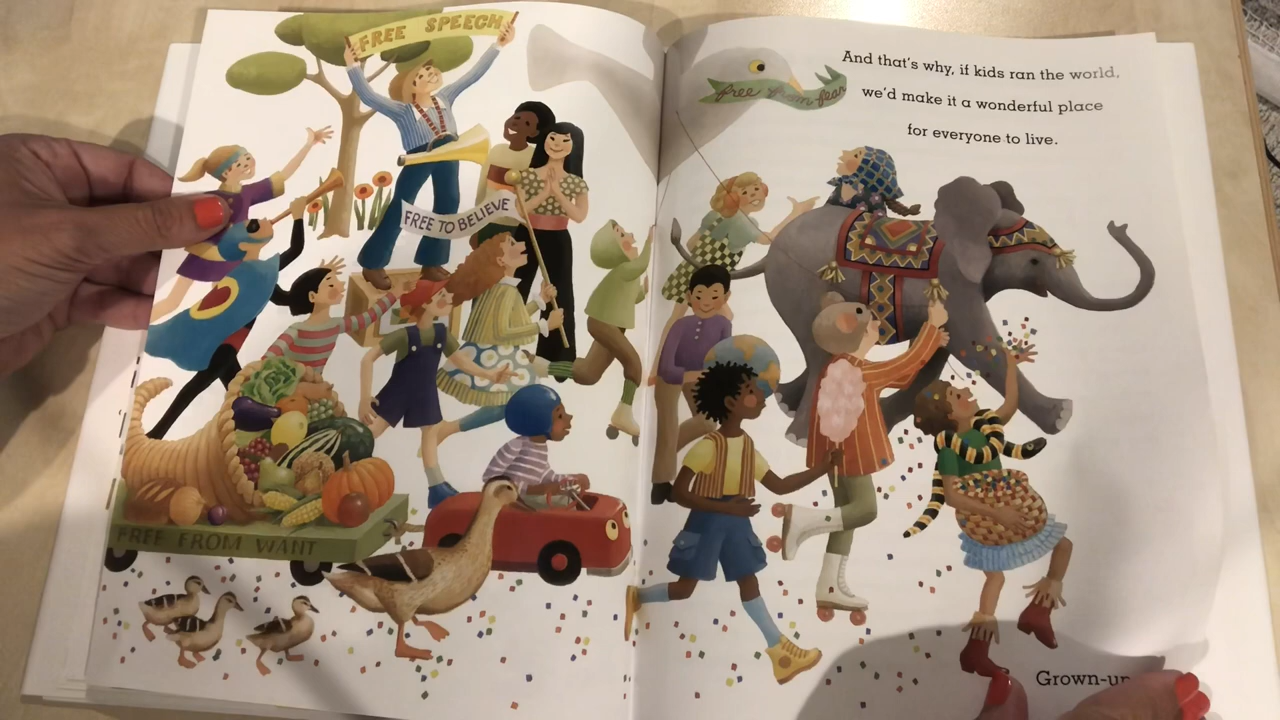 FREE SPEECH
FREE TO BELIEVE
FREE FROM WANT
free from fear
And that's why, if kids ran the world,
we'd make it a wonderful place
for everyone to live.